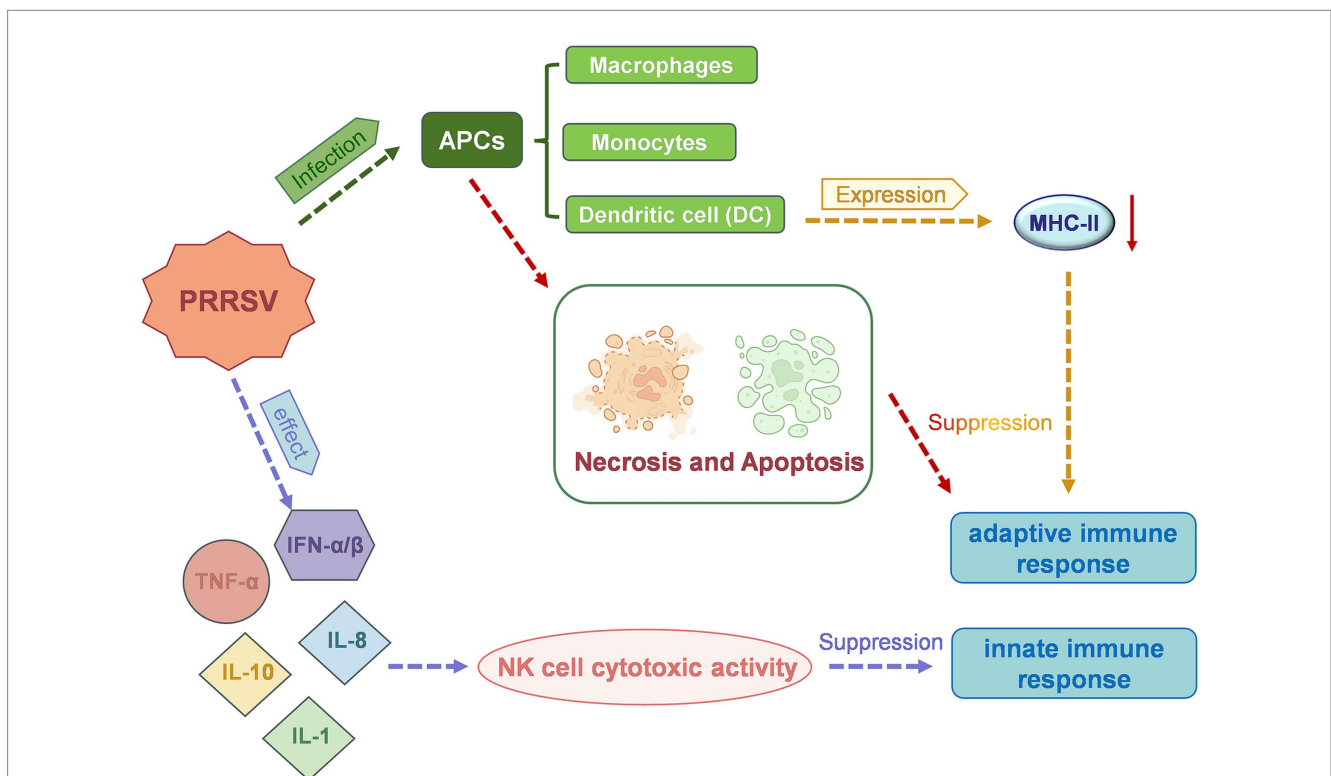 Macrophages
Infection
APCs
Monocytes
Dendritic cell (DC)
Expression
MHC-II
PRRSV
effect
Necrosis and Apoptosis
Suppression
IFN-α/β
TNF-α
adaptive immune
response
IL-8
IL-10
IL-1
NK cell cytotoxic activity
Suppression
innate immune
response